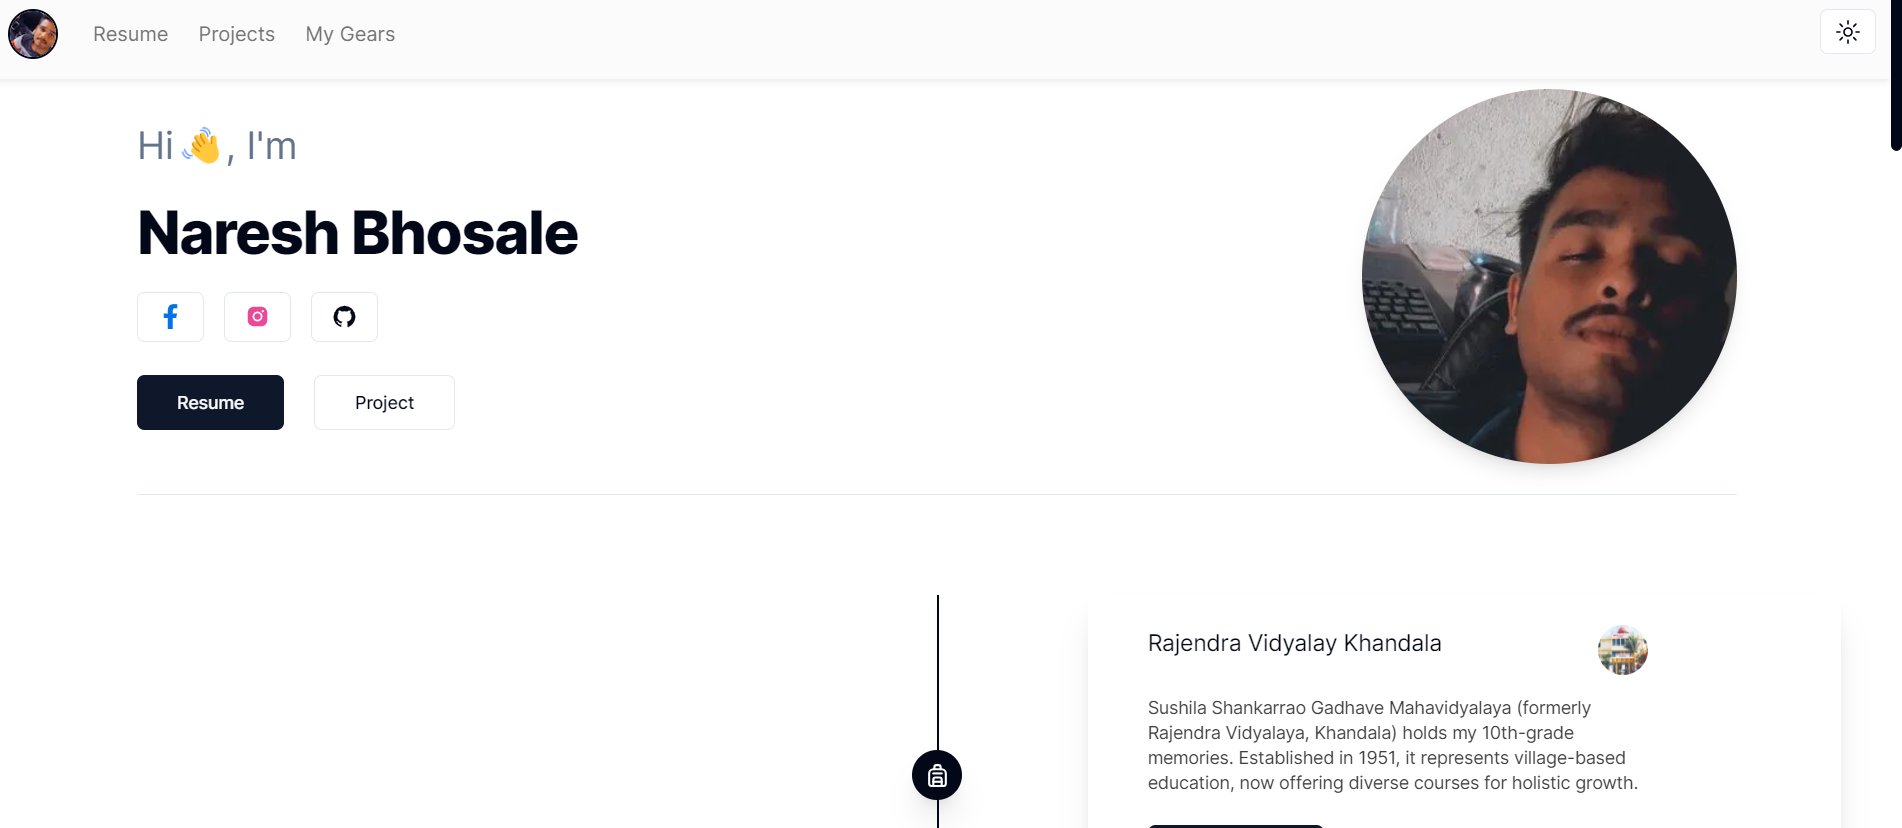 Resume Projects My Gears
Hi 👋, I'm
Naresh Bhosale
Resume Project
Rajendra Vidyalay Khandala
Sushila Shankarrao Gadhave Mahavidyalaya (formerly
Rajendra Vidyalaya, Khandala) holds my 10th-grade
memories. Established in 1951, it represents village-based
education, now offering diverse courses for holistic growth.